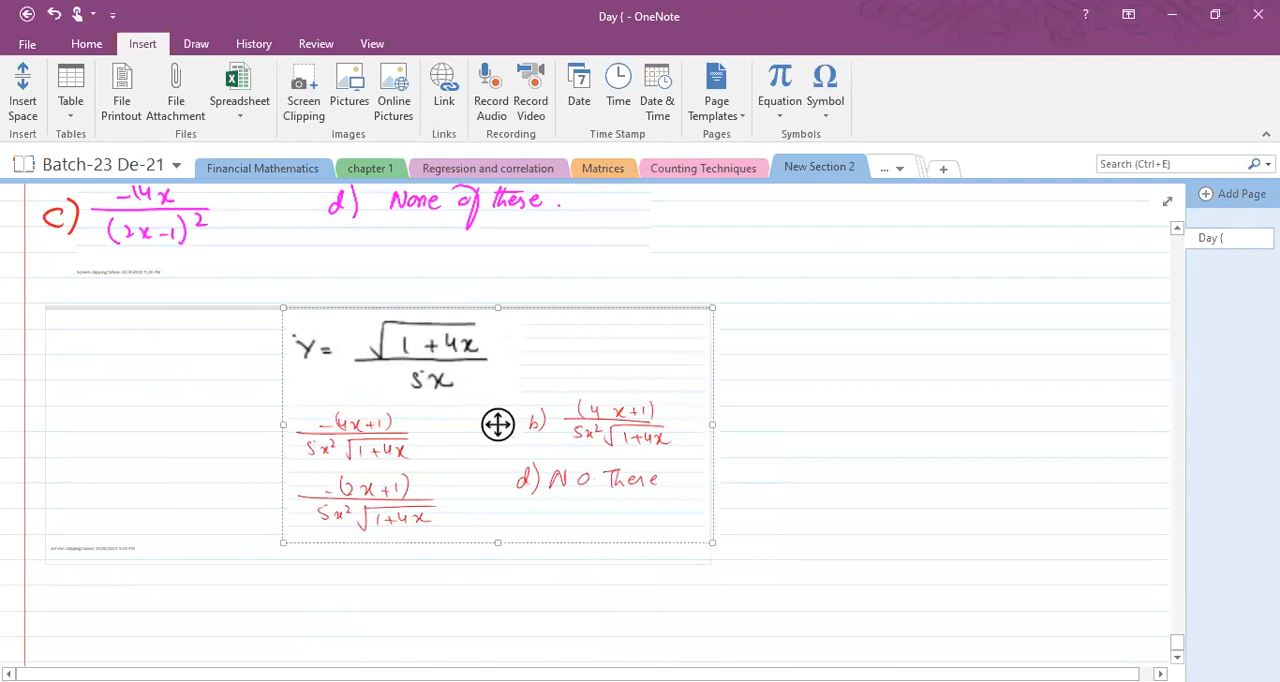 Day { - OneNote
File Home Insert Draw History Review View
Insert Space Table File Printout File Attachment Spreadsheet Screen Clipping Pictures Online Pictures Link Record Audio Record Video Date Time Date & Time Page Templates Equation Symbol
Insert Tables Files Images Links Recording Time Stamp Pages Symbols
Batch-23 De-21 Financial Mathematics chapter 1 Regression and correlation Matrices Counting Techniques New Section 2 ... Search (Ctrl+E)
Add Page
Day {
c) -14x / (2x-1)² d) None of these.
Y = √(1+4x) / 5x
-(4x+1) / 5x²√(1+4x) b) (4x+1) / 5x²√(1+4x)
-(2x+1) / 5x²√(1+4x) d) N O. These